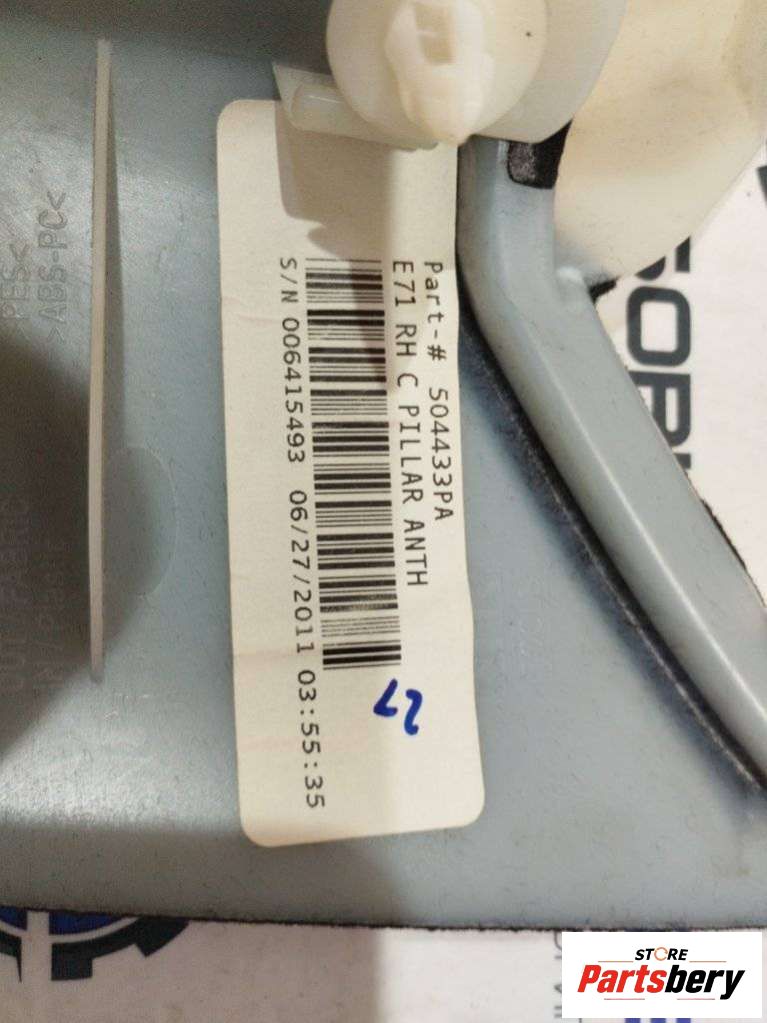 Part-# 504433PA
E71 RH C PILLAR ANTH
S/N 006415493 06/27/2011 03:55:35
27
PES<
>ABS-PC<
STORE
Partsbery